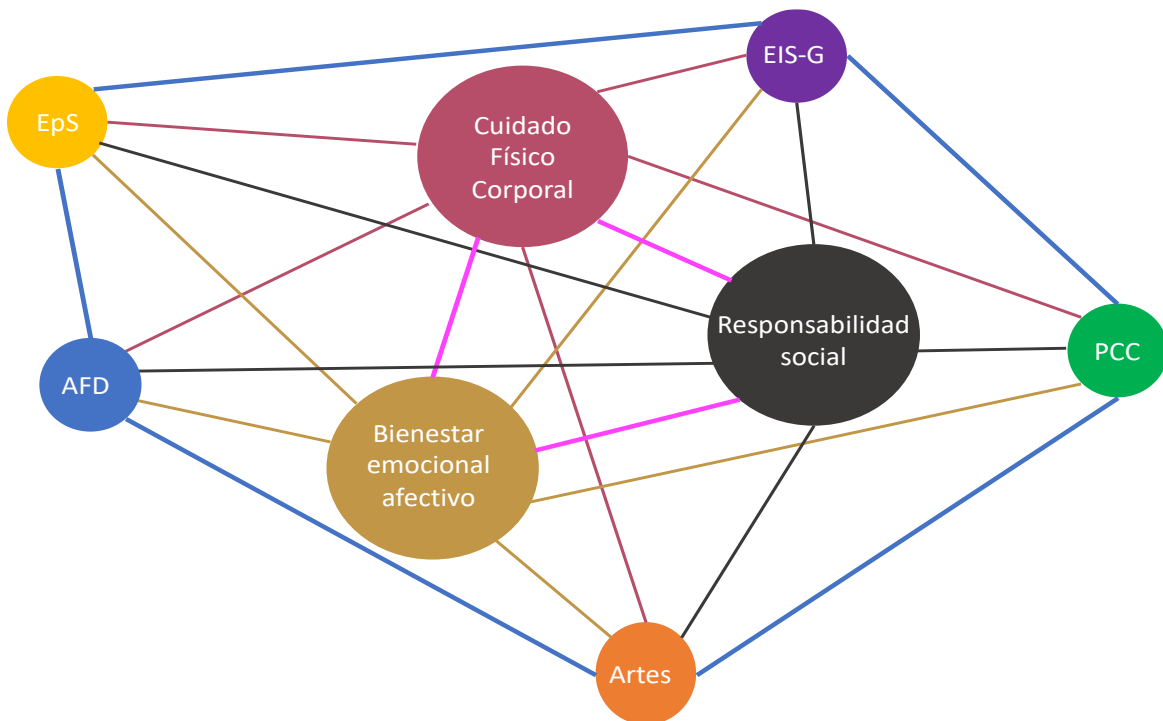 EIS-G
EpS
Cuidado
Físico
Corporal
Responsabilidad
social
PCC
AFD
Bienestar
emocional
afectivo
Artes